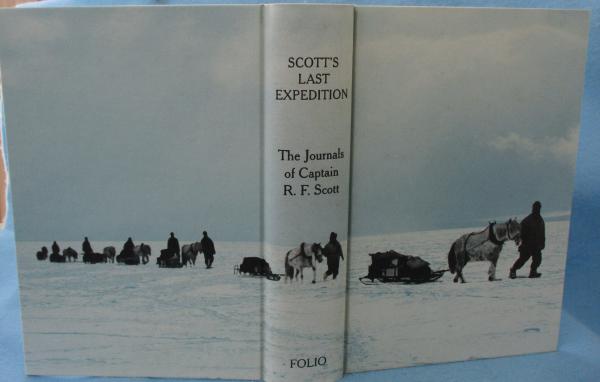 SCOTT'S
LAST
EXPEDITION
The Journals
of Captain
R. F. Scott
FOLIO